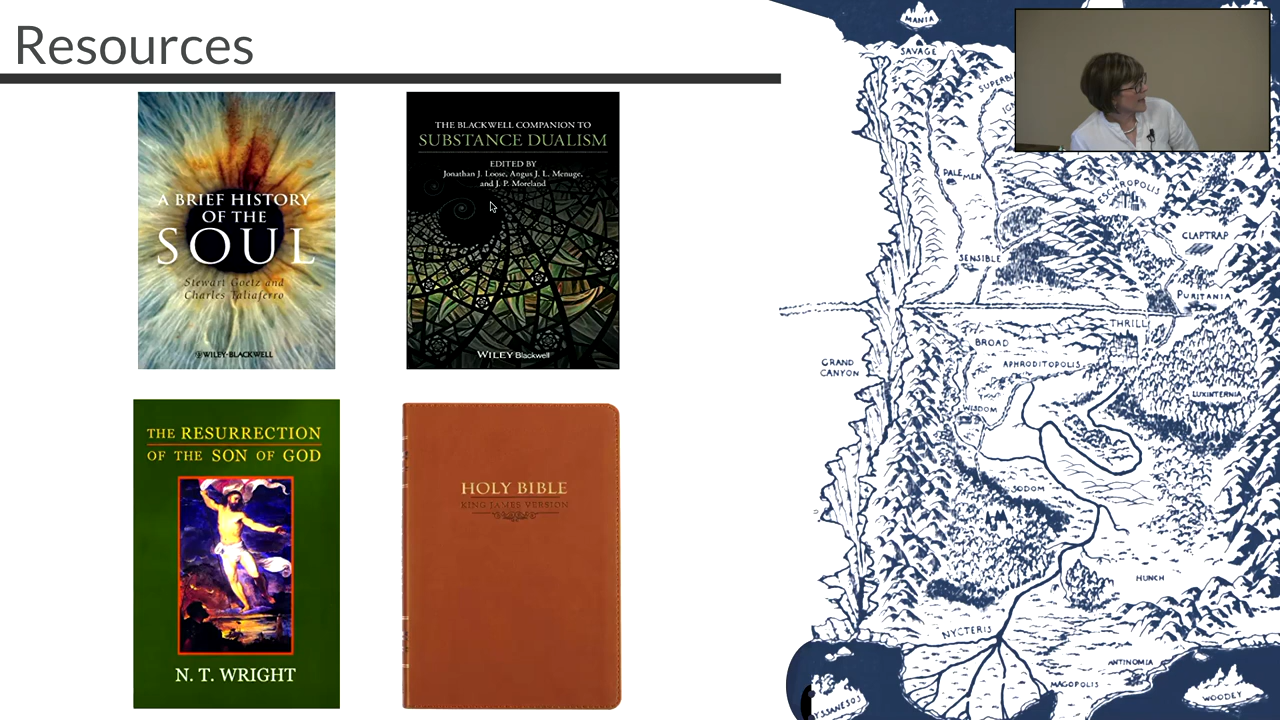 Resources
A BRIEF HISTORY
OF THE
SOUL
Stewart Goetz and
Charles Taliaferro
WILEY-BLACKWELL
THE BLACKWELL COMPANION TO
SUBSTANCE DUALISM
EDITED BY
Jonathan J. Loose, Angus J. L. Menuge,
and J. P. Moreland
WILEY Blackwell
THE RESURRECTION
OF THE SON OF GOD
N. T. WRIGHT
HOLY BIBLE
KING JAMES VERSION
MANIA
SAVAGE
SUPERBI
PALE MEN
ESCHROPOLIS
CLAPTRAP
SENSIBLE
PURITANIA
THRILL
BROAD
GRAND
CANYON
APHRODITOPOLIS
LUXINTERNIA
WISDOM
SODOM
HUNCH
NYCTERIS
ANTINOMIA
MAGOPOLIS
WOODEY
YSSANESOS